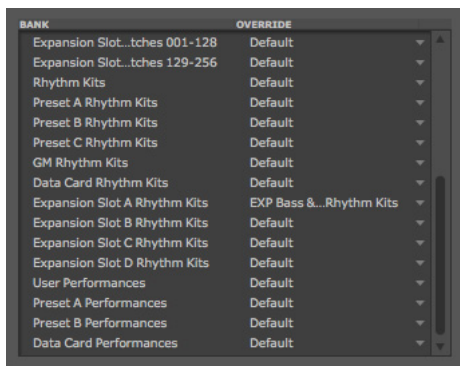 BANK OVERRIDE
Expansion Slot...tches 001-128 Default
Expansion Slot...tches 129-256 Default
Rhythm Kits Default
Preset A Rhythm Kits Default
Preset B Rhythm Kits Default
Preset C Rhythm Kits Default
GM Rhythm Kits Default
Data Card Rhythm Kits Default
Expansion Slot A Rhythm Kits EXP Bass &...Rhythm Kits
Expansion Slot B Rhythm Kits Default
Expansion Slot C Rhythm Kits Default
Expansion Slot D Rhythm Kits Default
User Performances Default
Preset A Performances Default
Preset B Performances Default
Data Card Performances Default